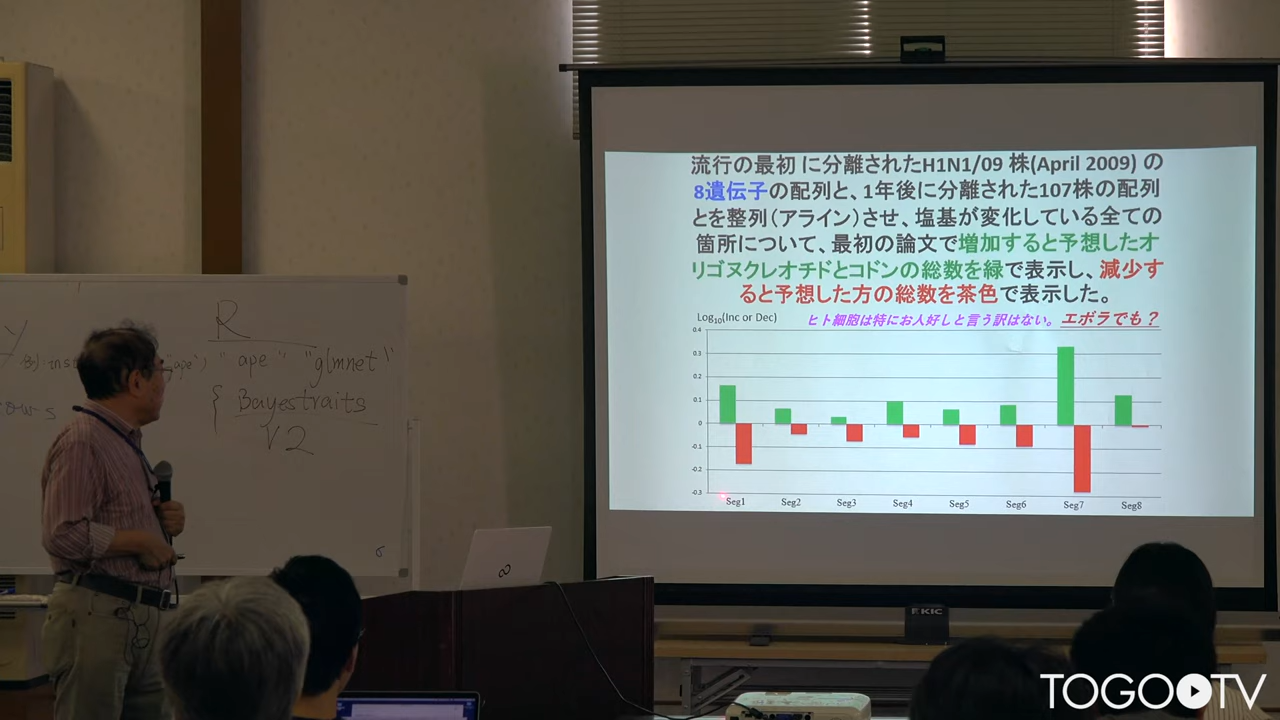 流行の最初 に分離されたH1N1/09 株(April 2009) の
8遺伝子の配列と、1年後に分離された107株の配列
とを整列(アライン)させ、塩基が変化している全ての
箇所について、最初の論文で増加すると予想したオ
リゴヌクレオチドとコドンの総数を緑で表示し、減少す
ると予想した方の総数を茶色で表示した。
Log10(Inc or Dec)
ヒト細胞は特にお人好しと言う訳はない。 エボラでも？
0.4
0.3
0.2
0.1
0
-0.1
-0.2
-0.3
Seg1 Seg2 Seg3 Seg4 Seg5 Seg6 Seg7 Seg8
R
"ape" "glmnet"
Bayestraits
V2
KIC
TOGOTV